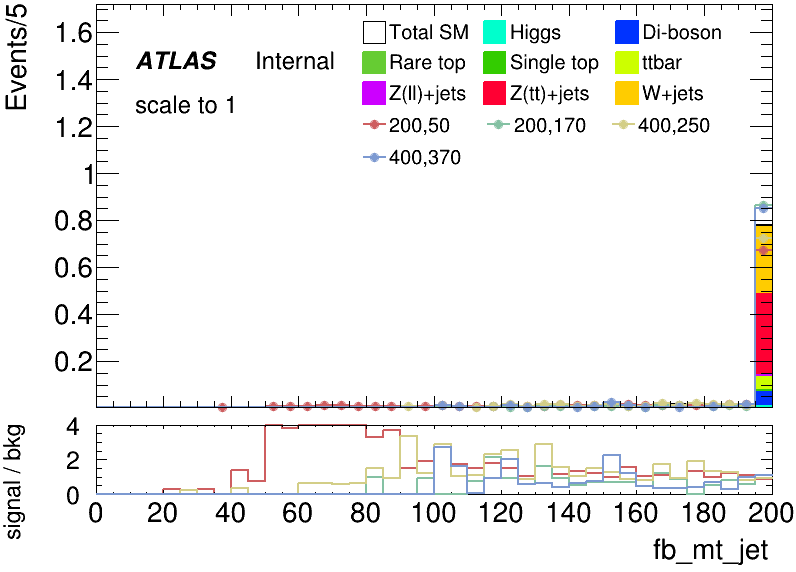 Events/5
ATLAS Internal
scale to 1
Total SM Higgs Di-boson
Rare top Single top ttbar
Z(ll)+jets Z(tt)+jets W+jets
200,50 200,170 400,250
400,370
1.6
1.4
1.2
1
0.8
0.6
0.4
0.2
signal / bkg
4
2
0
0 20 40 60 80 100 120 140 160 180 200
fb_mt_jet